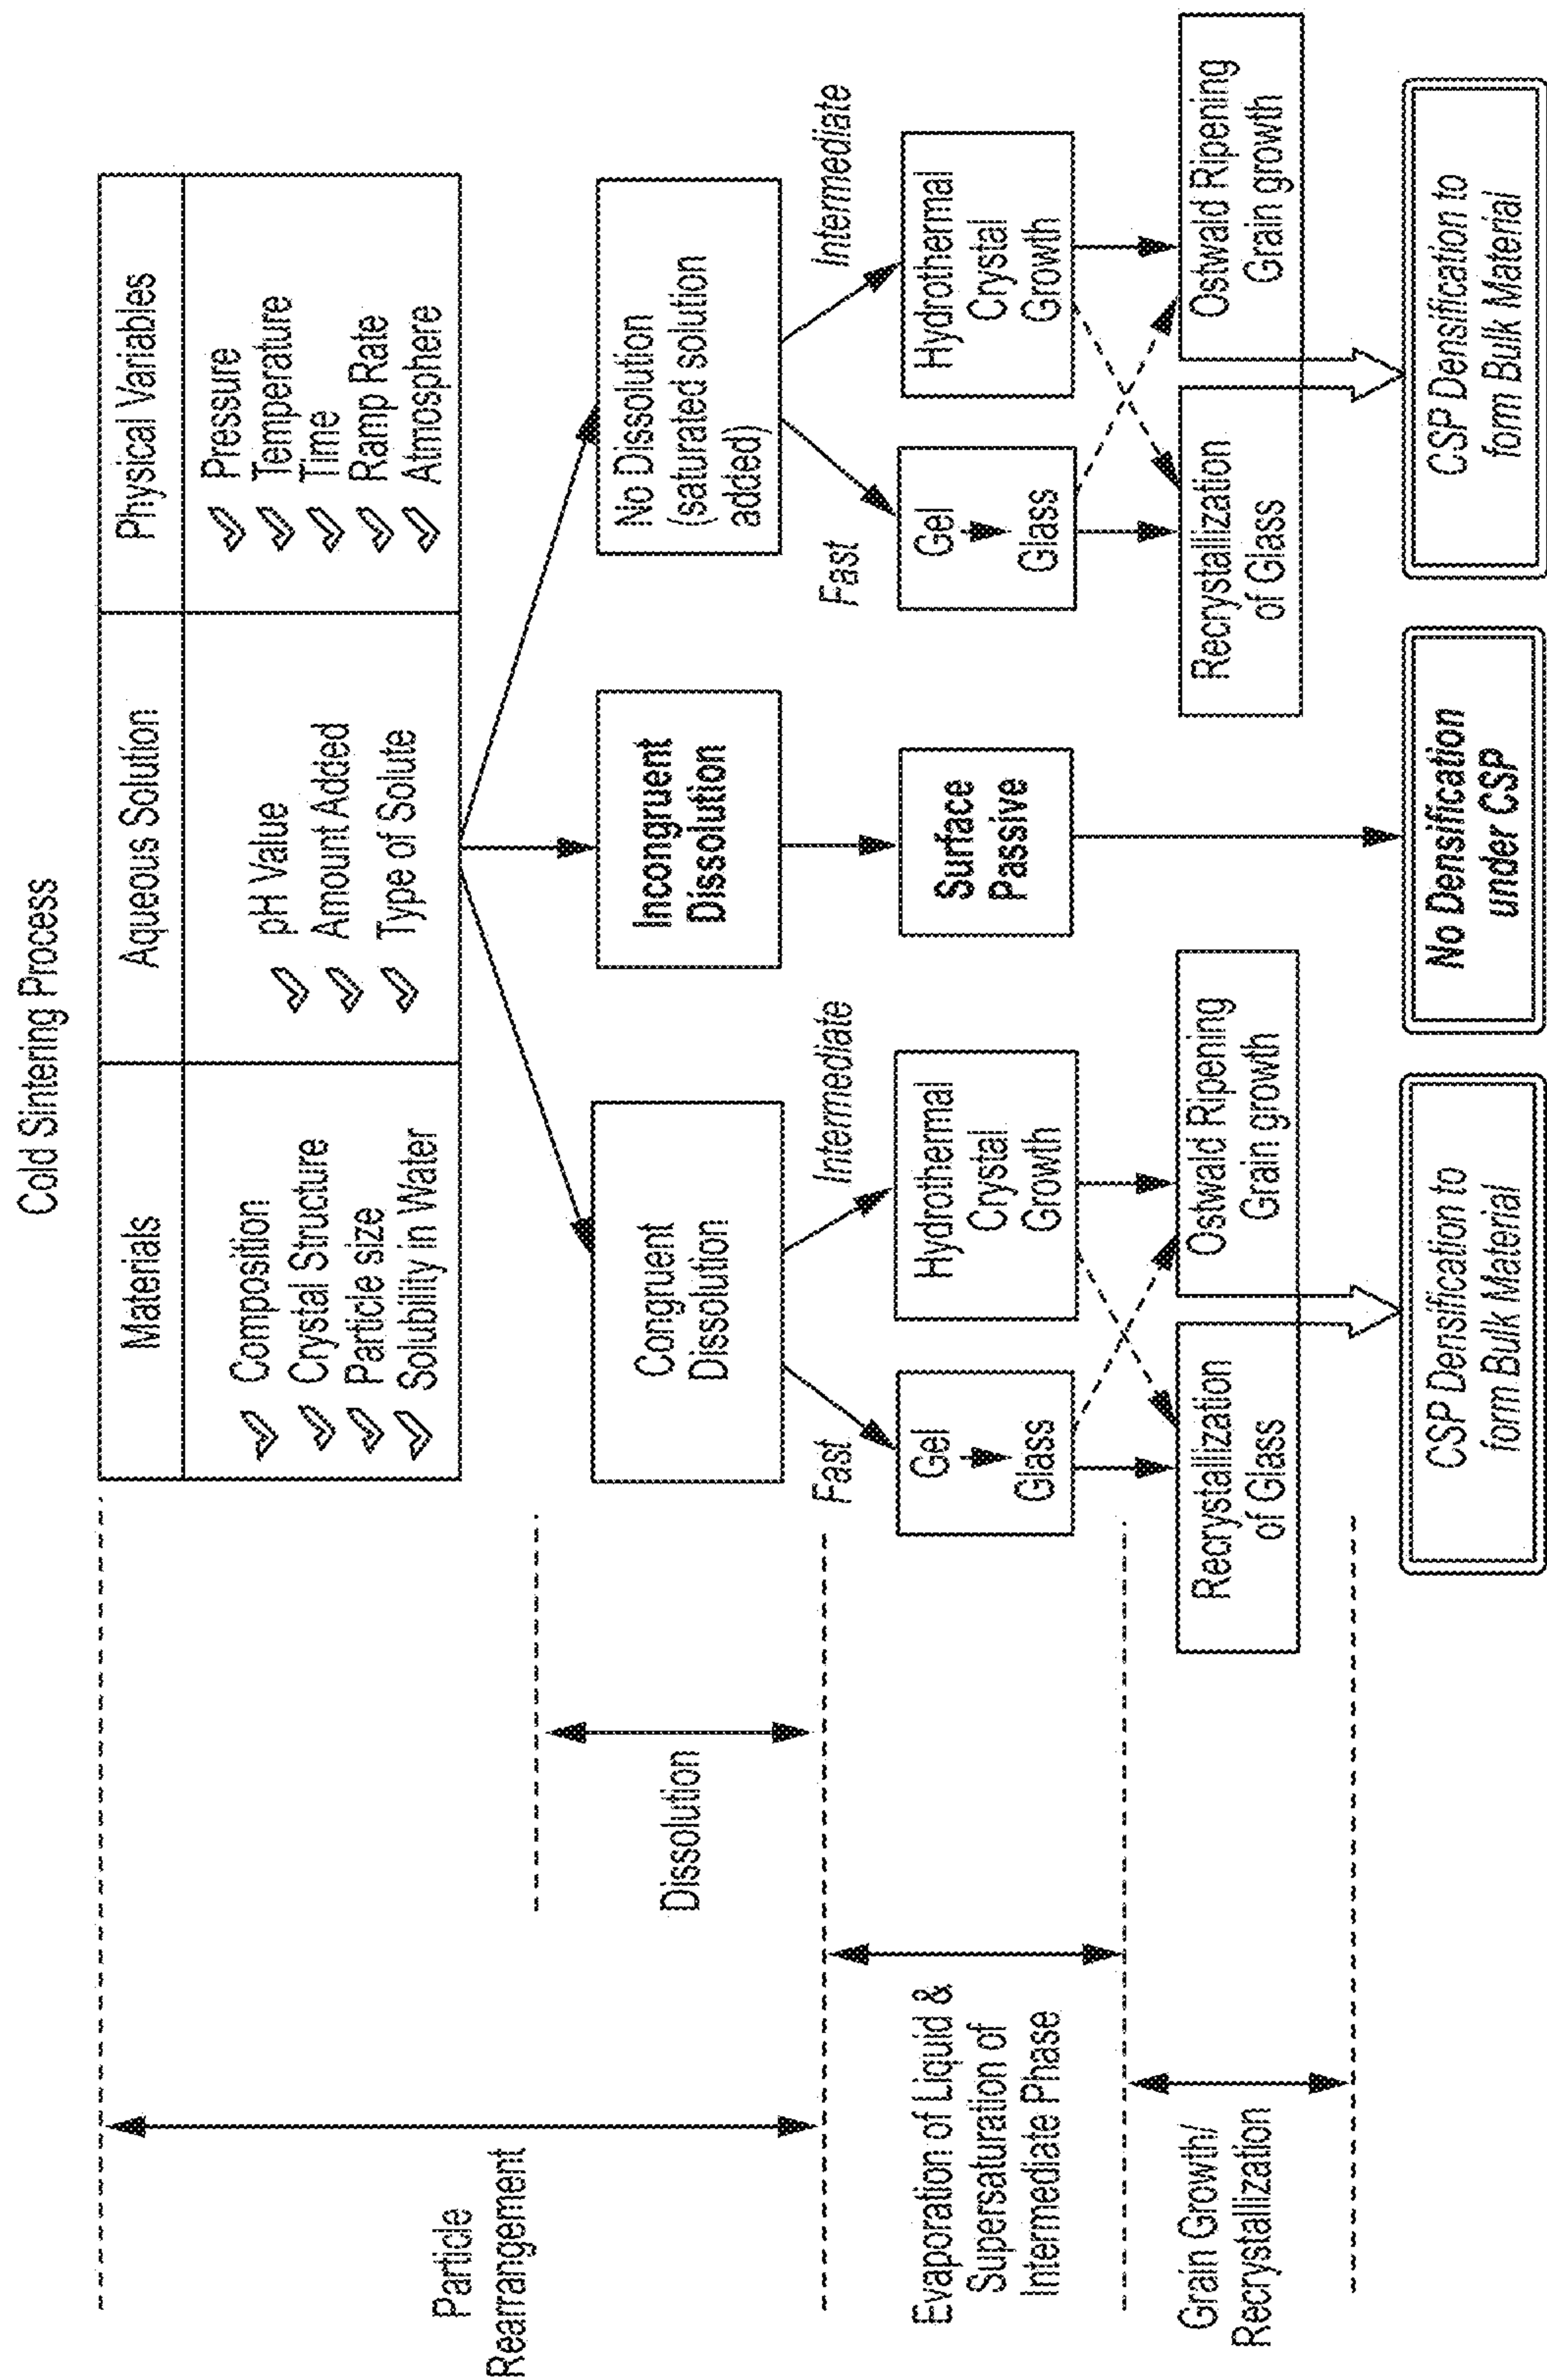 Cold Sintering Process
Materials
Aqueous Solution
Physical Variables
Composition
Crystal Structure
Particle size
Solubility in Water
pH Value
Amount Added
Type of Solute
Pressure
Temperature
Time
Ramp Rate
Atmosphere
Particle
Rearrangement
Dissolution
Congruent
Dissolution
Incongruent
Dissolution
No Dissolution
(saturated solution
added)
Evaporation of Liquid &
Supersaturation of
Intermediate Phase
Fast
Intermediate
Gel
Glass
Hydrothermal
Crystal
Growth
Surface
Passive
Fast
Intermediate
Gel
Glass
Hydrothermal
Crystal
Growth
Grain Growth/
Recrystallization
Recrystallization
of Glass
Ostwald Ripening
Grain growth
Recrystallization
of Glass
Ostwald Ripening
Grain growth
CSP Densification to
form Bulk Material
No Densification
under CSP
CSP Densification to
form Bulk Material